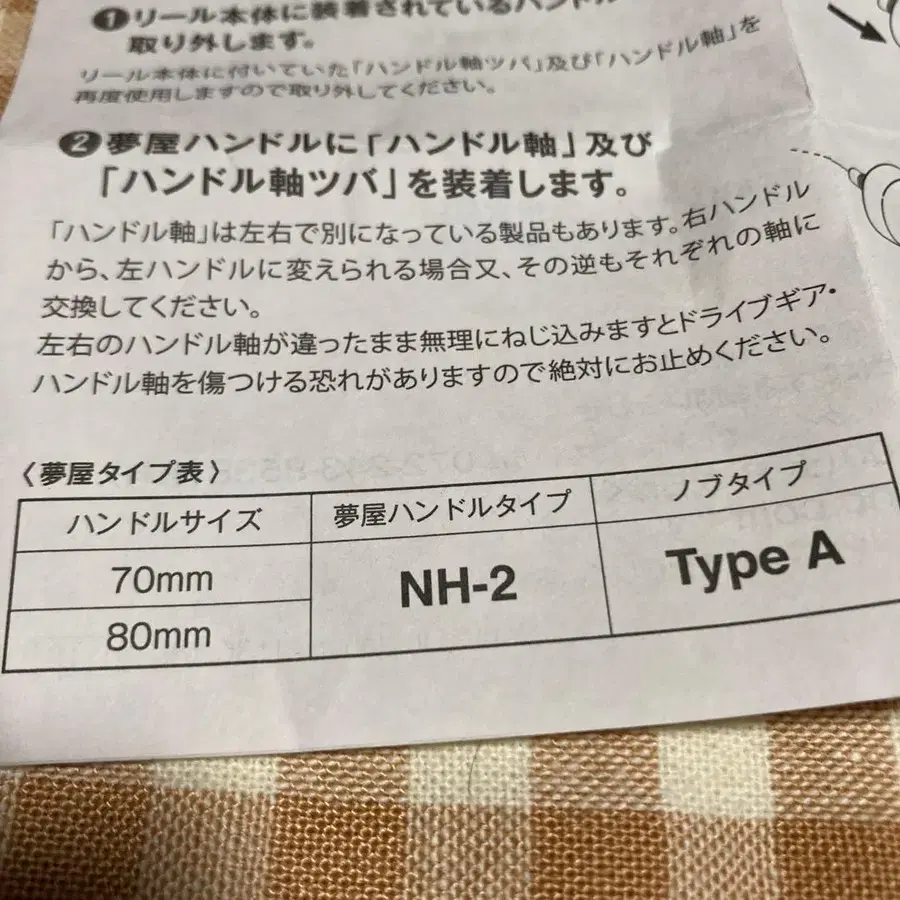 ❶リール本体に装着されているハンドル
取り外します。
リール本体に付いていた「ハンドル軸ツバ」及び「ハンドル軸」を
再度使用しますので取り外してください。
❷夢屋ハンドルに「ハンドル軸」及び
「ハンドル軸ツバ」を装着します。
「ハンドル軸」は左右で別になっている製品もあります。右ハンドル
から、左ハンドルに変えられる場合又、その逆もそれぞれの軸に
交換してください。
左右のハンドル軸が違ったまま無理にねじ込みますとドライブギア・
ハンドル軸を傷つける恐れがありますので絶対にお止めください。
〈夢屋タイプ表〉
ハンドルサイズ 夢屋ハンドルタイプ ノブタイプ
70mm NH-2 Type A
80mm